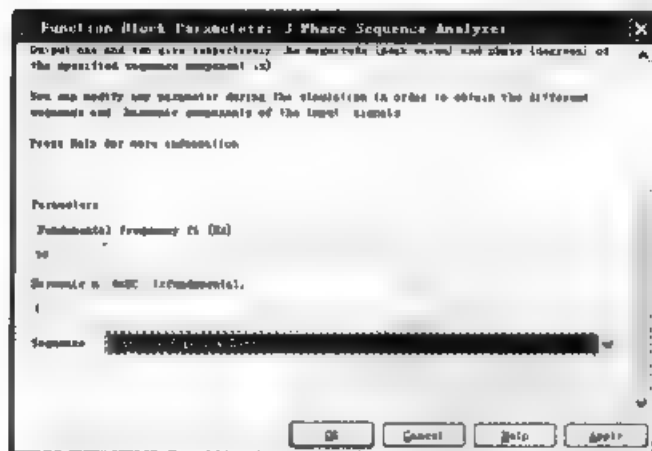 Function Block Parameters: 3 Phase Sequence Analyzer
Output one and two give respectively the magnitude (peak value) and phase (degrees) of
the specified sequence component
You can modify any parameter during the simulation in order to obtain the different
sequence and harmonic components of the input signals
Press Help for more information
Parameters
Fundamental frequency f1 (Hz)
Harmonic n 0=DC 1=fundamental
Sequence
OK
Cancel
Help
Apply